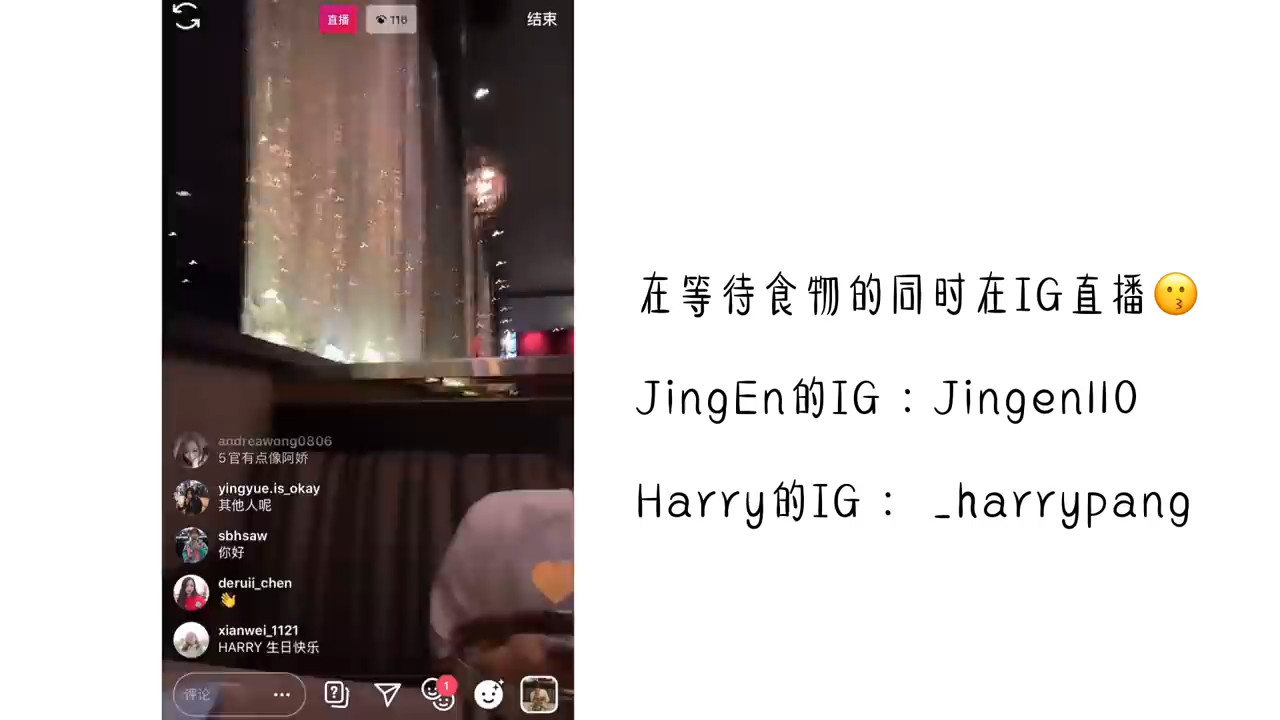 直播
116
结束
andreawong0806
5官有点像阿娇
yingyue.is_okay
其他人呢
sbhsaw
你好
deruii_chen
👋
xianwei_1121
HARRY 生日快乐
评论
1
在等待食物的同时在IG直播😗
JingEn的IG : Jingen110
Harry的IG : _harrypang